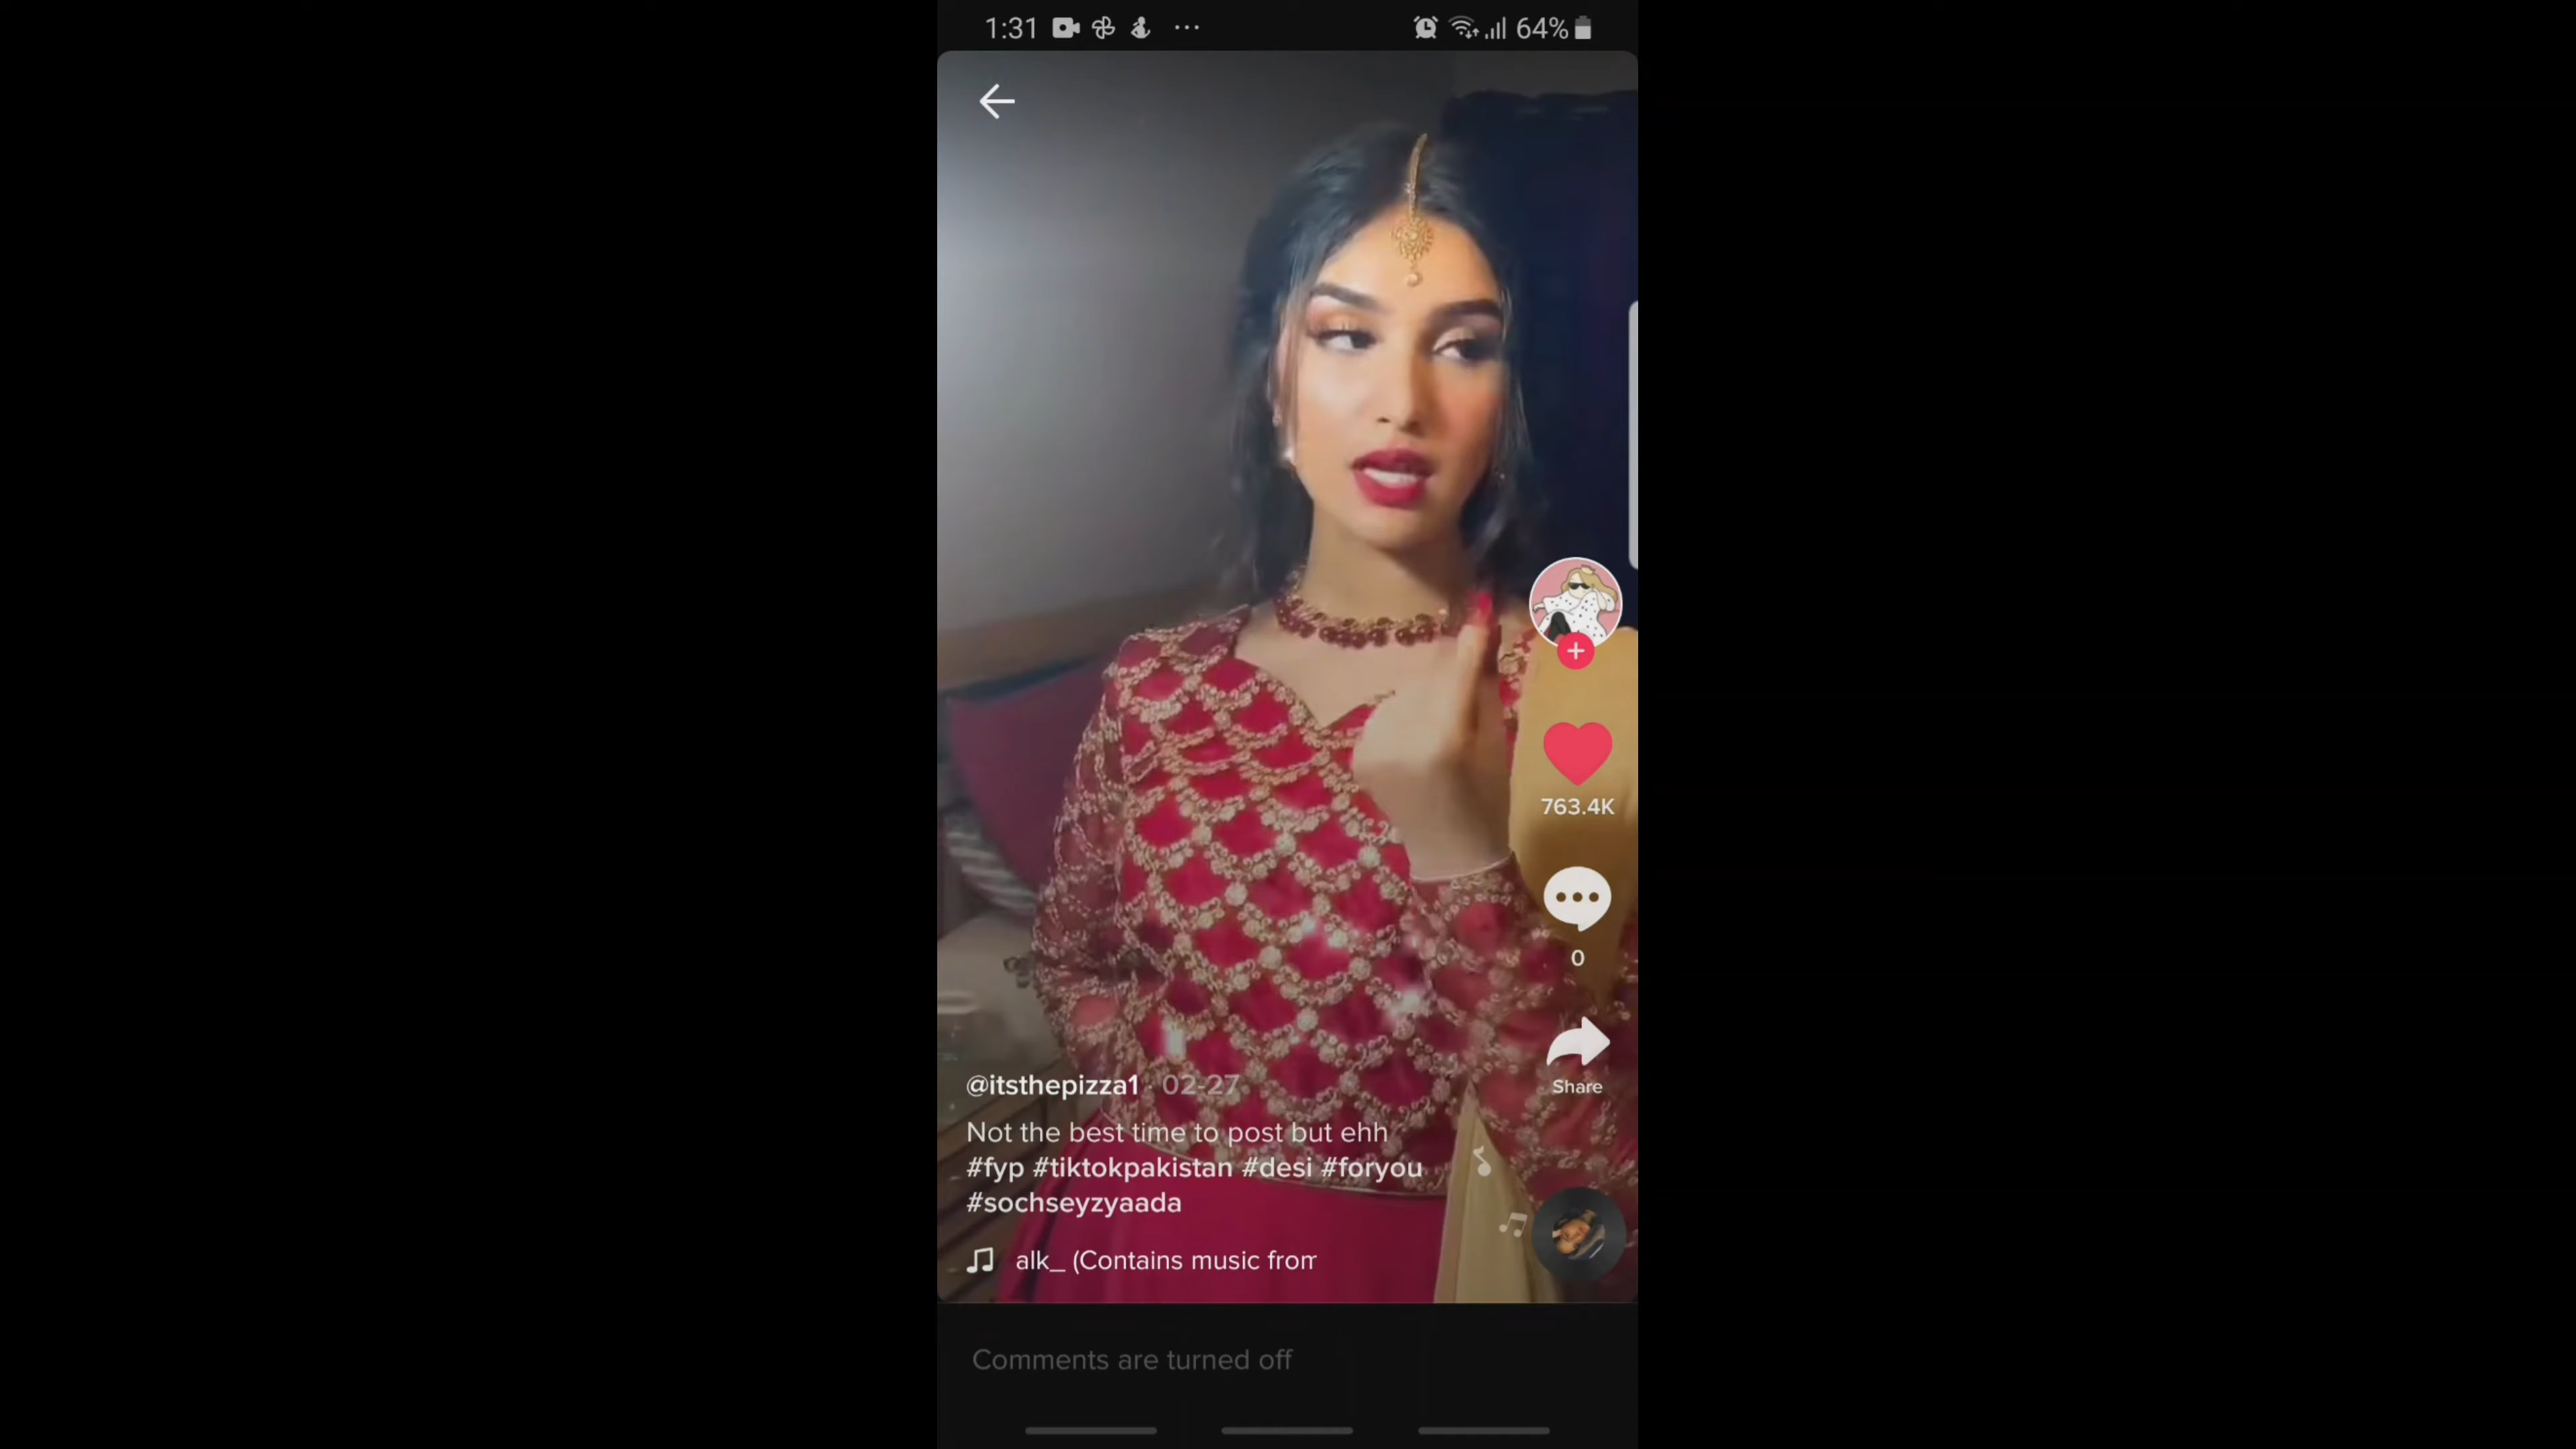 1:31
64%
763.4K
0
Share
@itsthepizza1 · 02-27
Not the best time to post but ehh
#fyp #tiktokpakistan #desi #foryou
#sochseyzyaada
alk_ (Contains music from
Comments are turned off